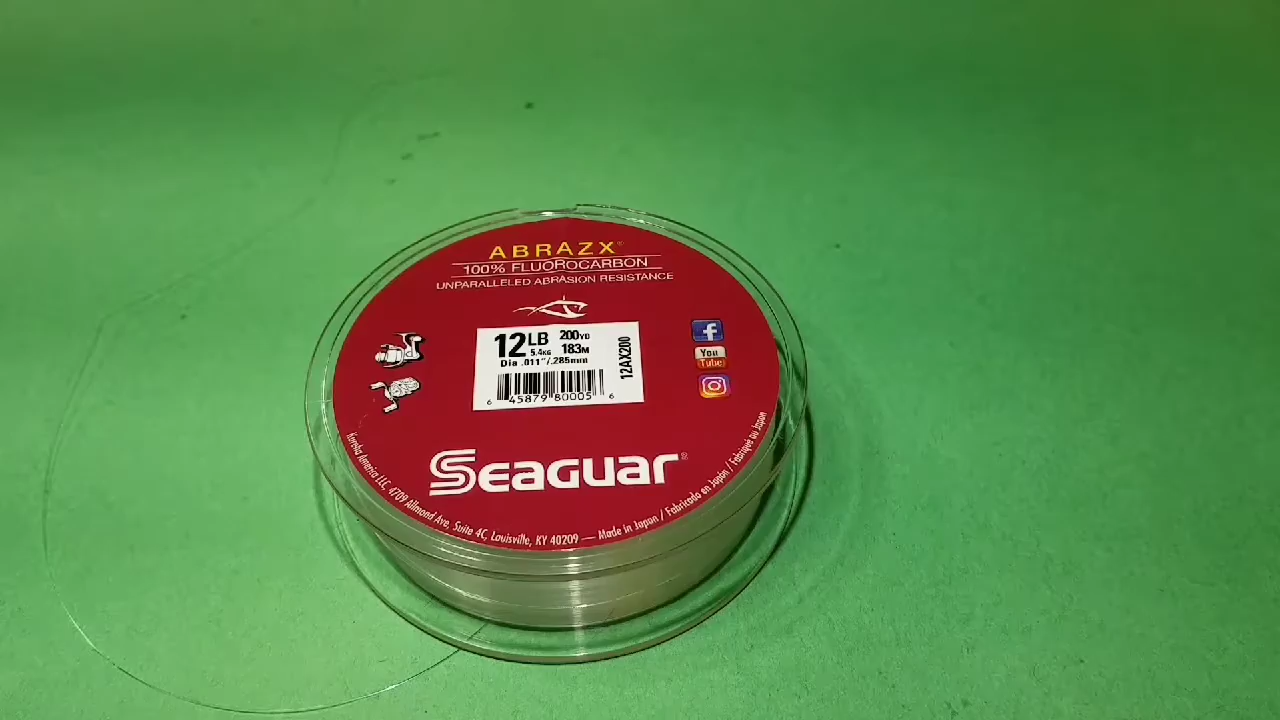 ABRAZX®
100% FLUOROCARBON
UNPARALLELED ABRASION RESISTANCE
12LB 200YD
5.4KG 183M
Dia .011"/.285mm
12AX200
6 45879 80005 6
f
You
Tube
SEAGUAR®
Kureha America LLC, 4709 Allmond Ave. Suite 4C, Louisville, KY 40209 — Made in Japan / Fabricado en Japón / Fabriqué au Japon